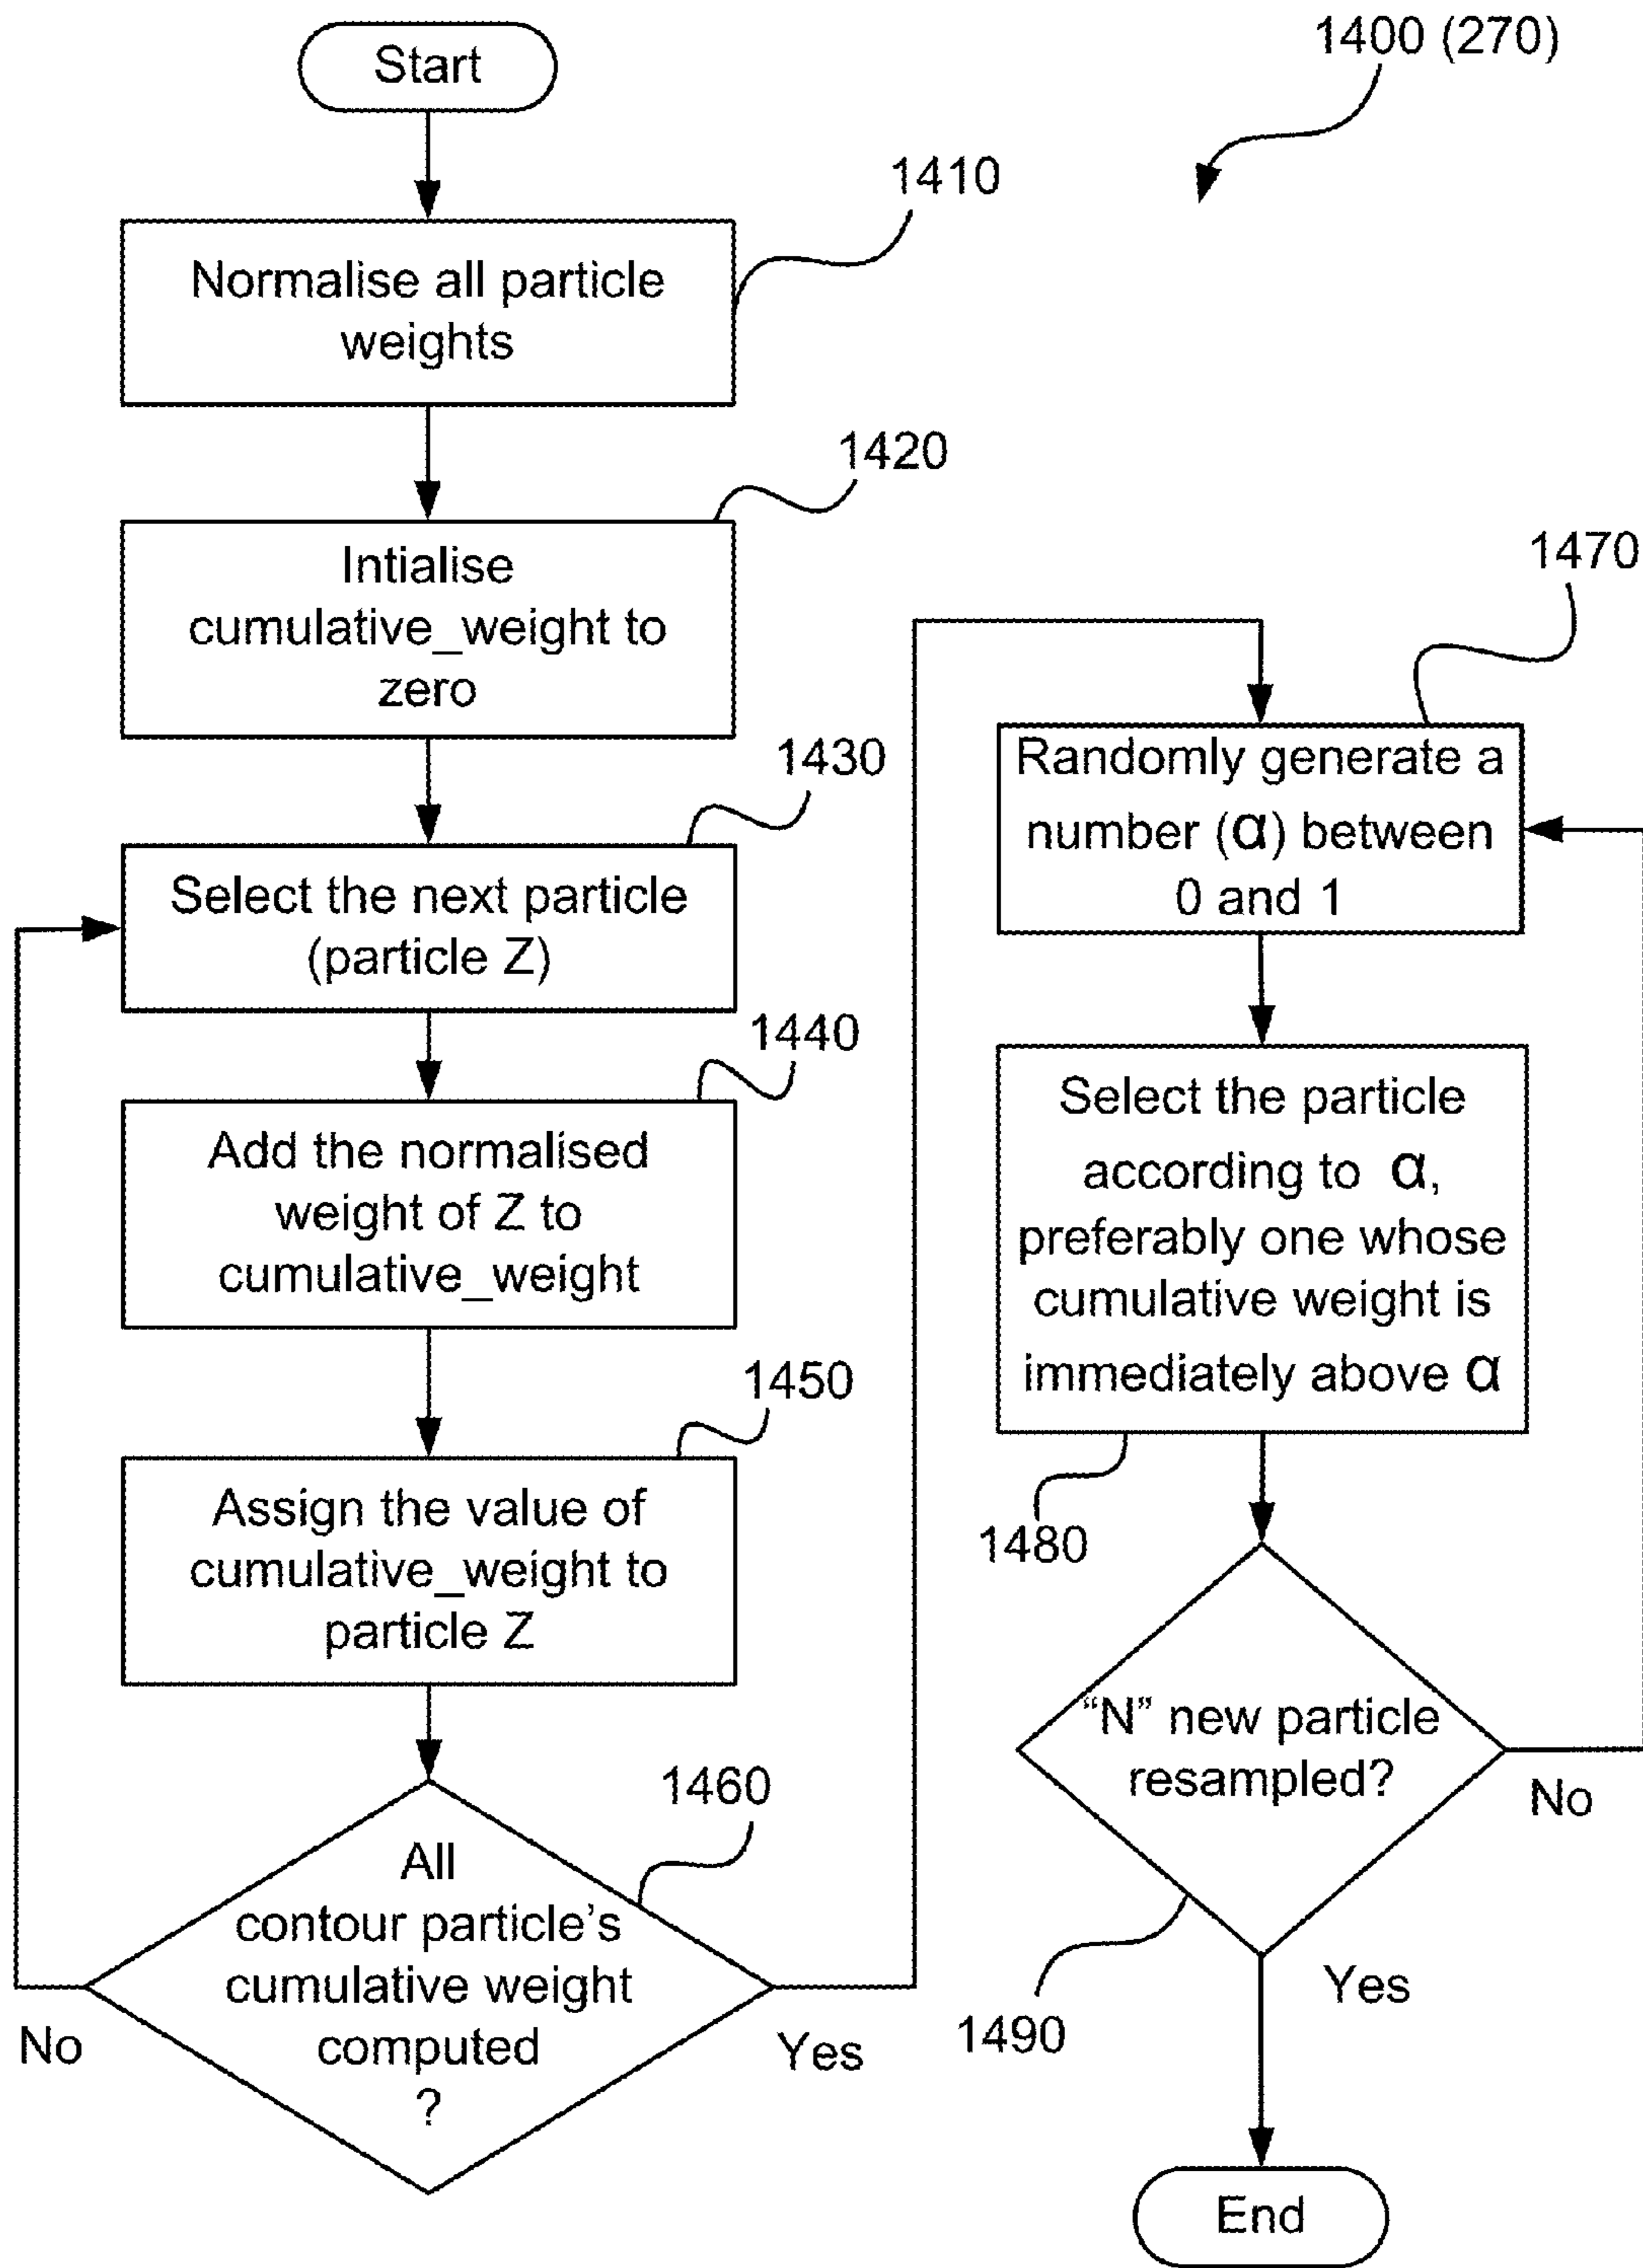 1400 (270)
Start
1410
Normalise all particle
weights
1420
Intialise
cumulative_weight to
zero
1430
Select the next particle
(particle Z)
1440
Add the normalised
weight of Z to
cumulative_weight
1450
Assign the value of
cumulative_weight to
particle Z
1460
All
contour particle's
cumulative weight
computed
?
No
Yes
1470
Randomly generate a
number (α) between
0 and 1
Select the particle
according to α,
preferably one whose
cumulative weight is
immediately above α
1480
“N” new particle
resampled?
No
1490
Yes
End